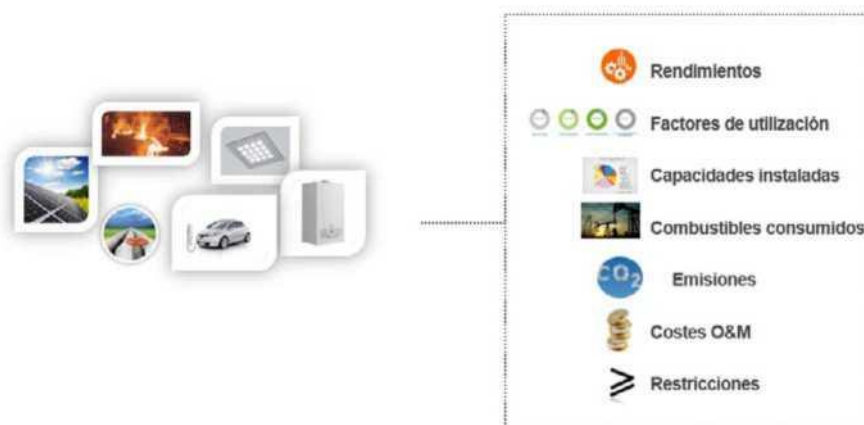 Rendimientos
Factores de utilización
Capacidades instaladas
Combustibles consumidos
CO2
Emisiones
Costes O&M
Restricciones